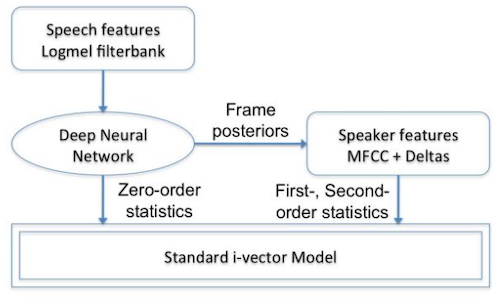 Speech features
Logmel filterbank
Frame
posteriors
Deep Neural
Network
Speaker features
MFCC + Deltas
Zero-order
statistics
First-, Second-
order statistics
Standard i-vector Model